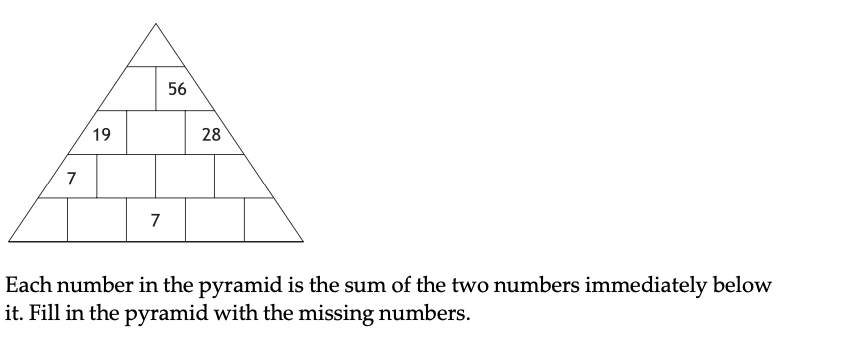 56
19 28
7
7
Each number in the pyramid is the sum of the two numbers immediately below
it. Fill in the pyramid with the missing numbers.